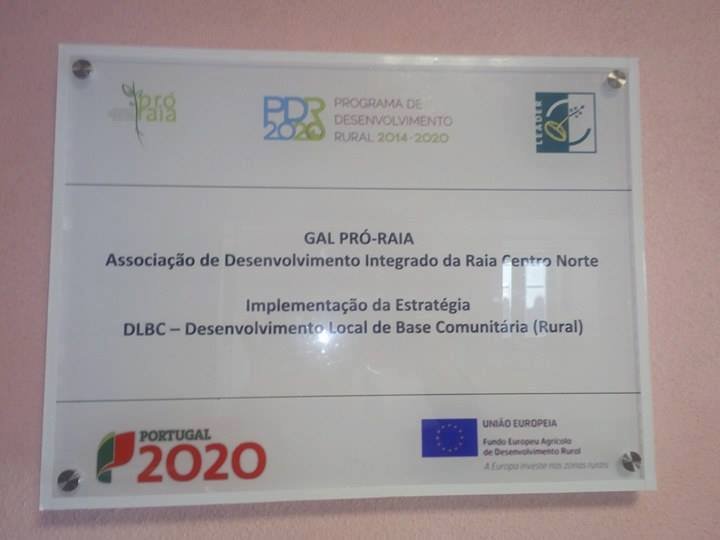 pró
raia
PDR
2020
PROGRAMA DE
DESENVOLVIMENTO
RURAL 2014-2020
LEADER
GAL PRÓ-RAIA
Associação de Desenvolvimento Integrado da Raia Centro Norte
Implementação da Estratégia
DLBC – Desenvolvimento Local de Base Comunitária (Rural)
PORTUGAL
2020
UNIÃO EUROPEIA
Fundo Europeu Agrícola
de Desenvolvimento Rural
A Europa investe nas zonas rurais